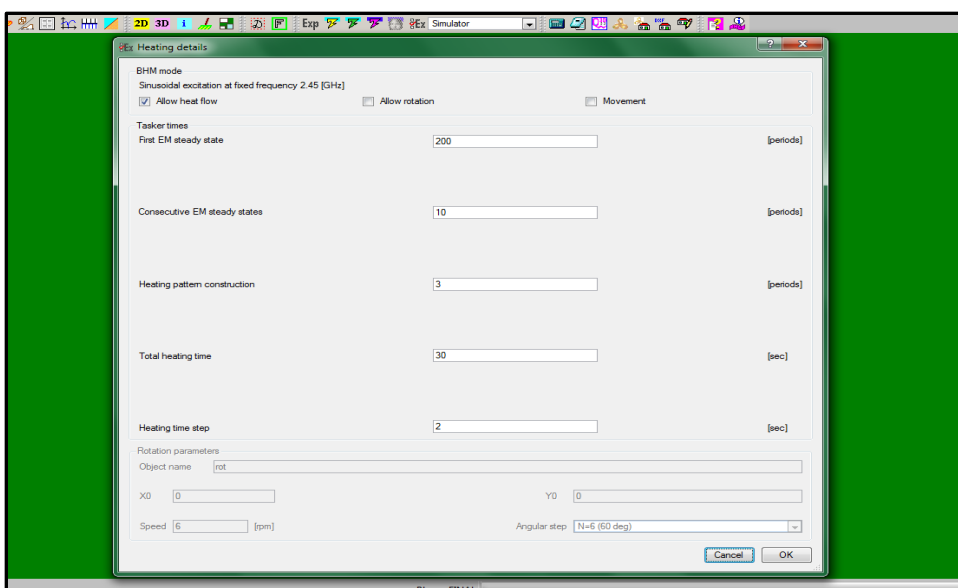 2D 3D i Exp Ex Simulator
Ex Heating details
BHM mode
Sinusoidal excitation at fixed frequency 2.45 [GHz]
Allow heat flow Allow rotation Movement
Tasker times
First EM steady state 200 [periods]
Consecutive EM steady states 10 [periods]
Heating pattern construction 3 [periods]
Total heating time 30 [sec]
Heating time step 2 [sec]
Rotation parameters
Object name rot
X0 0 Y0 0
Speed 6 [rpm] Angular step N=6 (60 deg)
Cancel OK